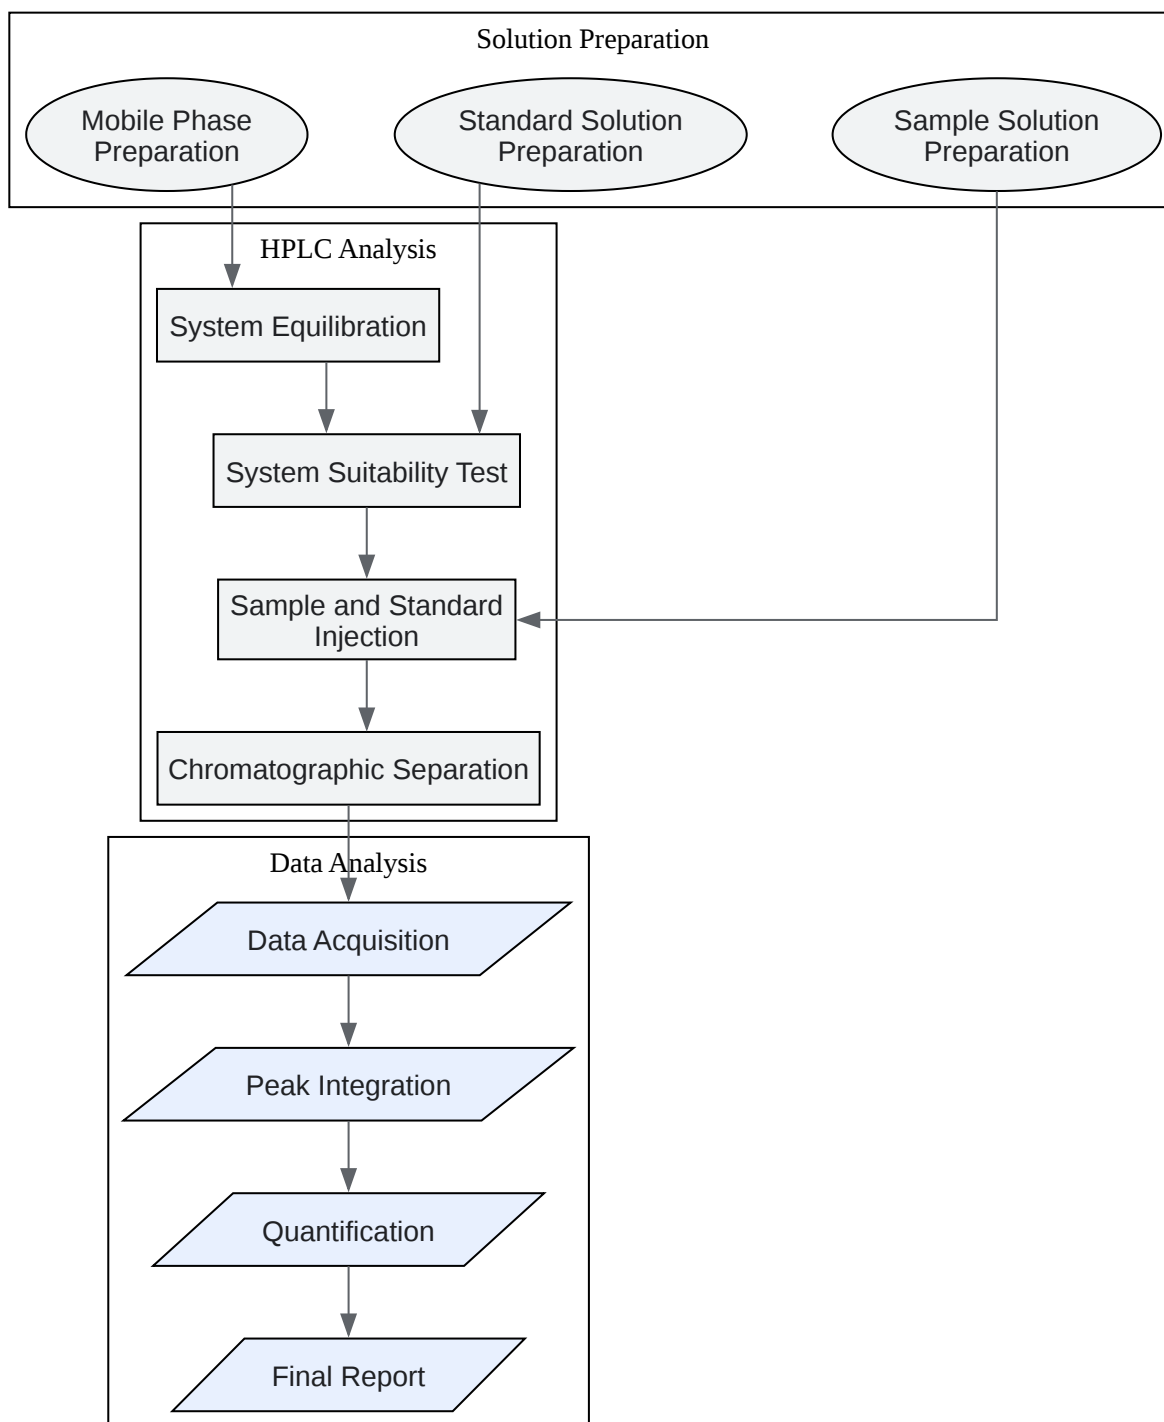 Solution Preparation
Mobile Phase
Preparation
Standard Solution
Preparation
Sample Solution
Preparation
HPLC Analysis
System Equilibration
System Suitability Test
Sample and Standard
Injection
Chromatographic Separation
Data Analysis
Data Acquisition
Peak Integration
Quantification
Final Report